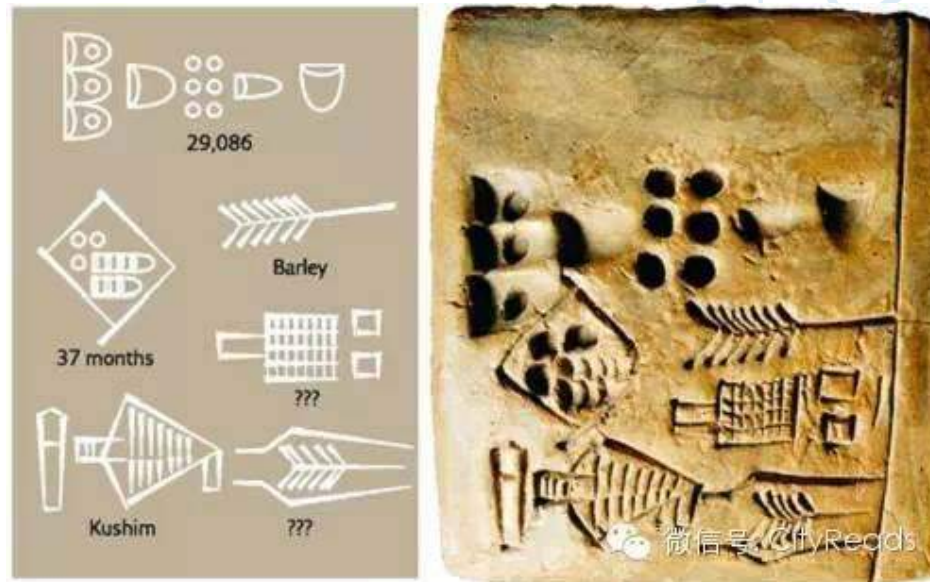 29,086
Barley
37 months
???
Kushim
???
微信号: CityReads